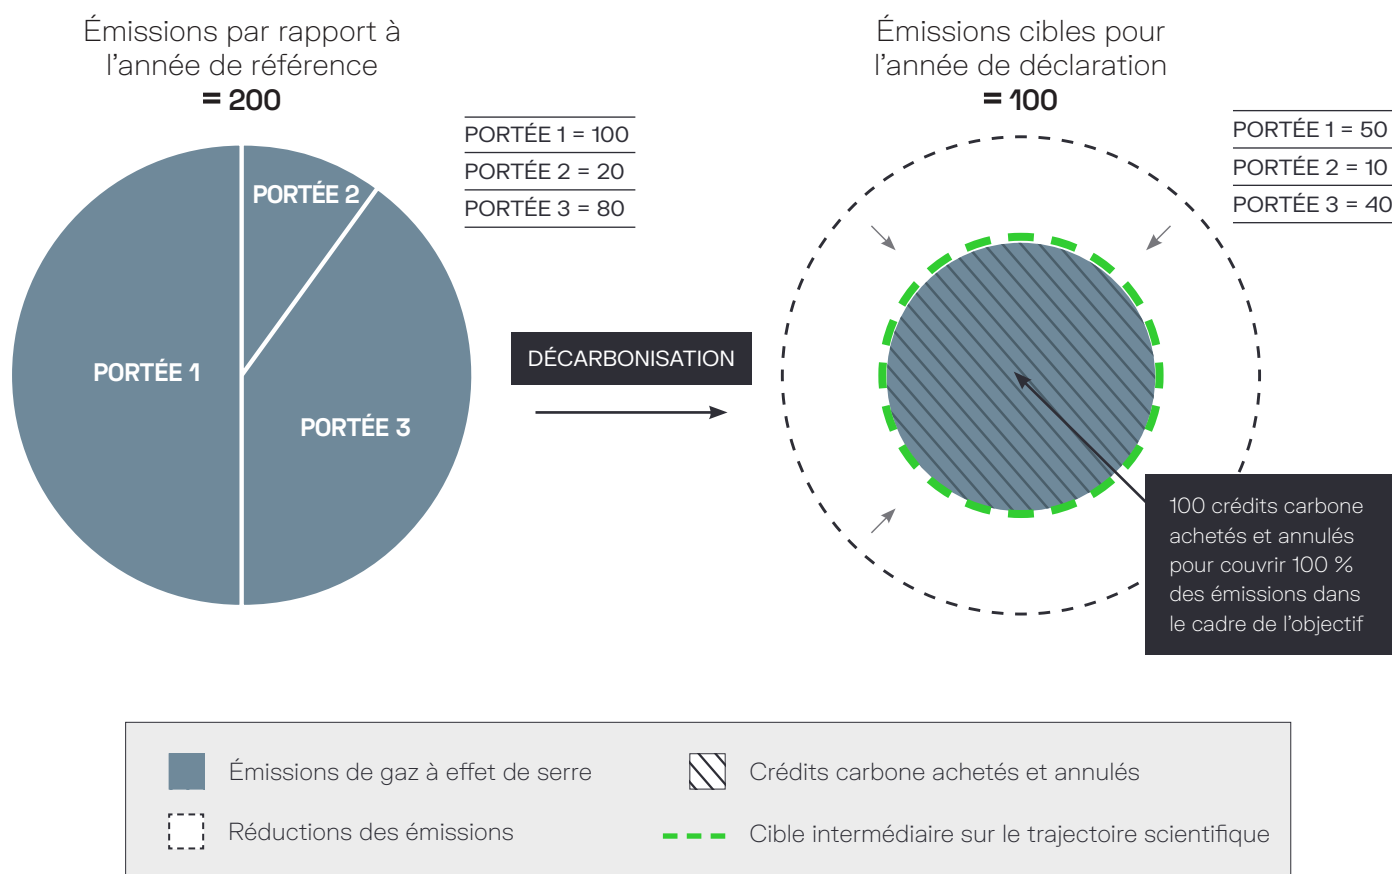 Émissions par rapport à
l'année de référence
= 200
PORTÉE 1 = 100
PORTÉE 2 = 20
PORTÉE 3 = 80
PORTÉE 2
PORTÉE 1
PORTÉE 3
DÉCARBONISATION
Émissions cibles pour
l'année de déclaration
= 100
PORTÉE 1 = 50
PORTÉE 2 = 10
PORTÉE 3 = 40
100 crédits carbone
achetés et annulés
pour couvrir 100 %
des émissions dans
le cadre de l'objectif
Émissions de gaz à effet de serre
Crédits carbone achetés et annulés
Réductions des émissions
Cible intermédiaire sur le trajectoire scientifique